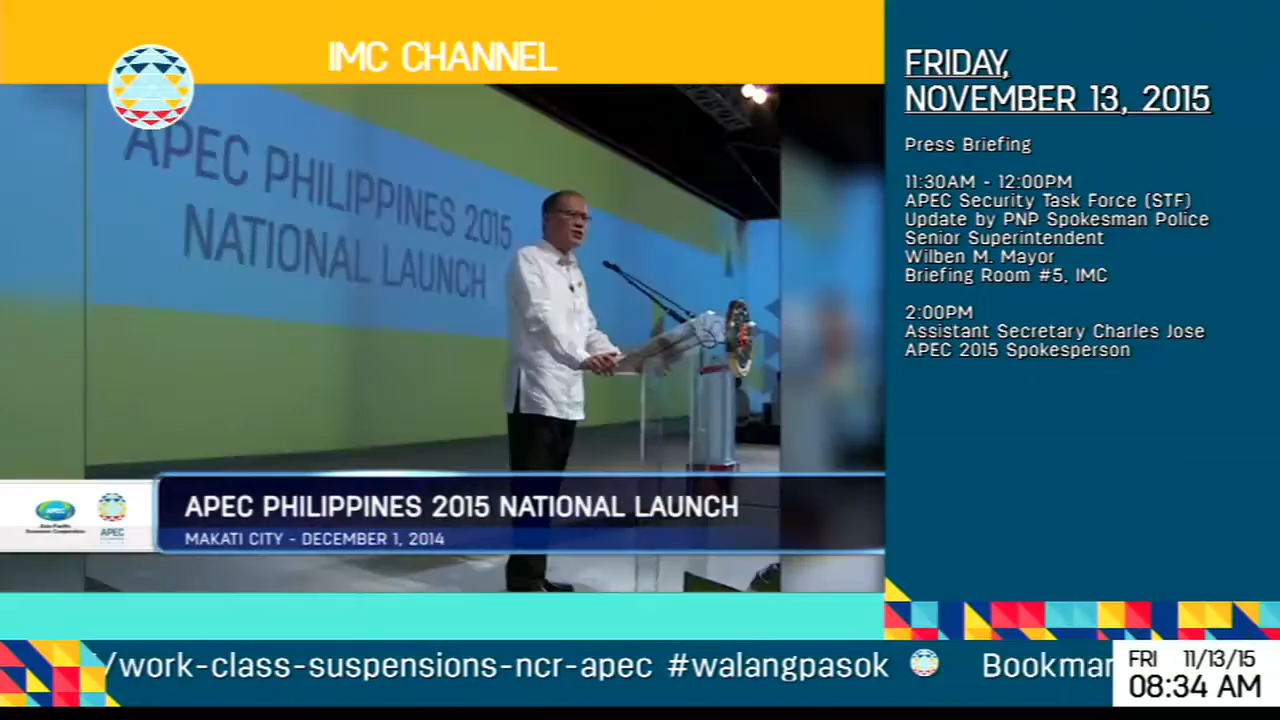 IMC CHANNEL
APEC PHILIPPINES 2015
NATIONAL LAUNCH
APEC PHILIPPINES 2015 NATIONAL LAUNCH
MAKATI CITY - DECEMBER 1, 2014
APEC
FRIDAY,
NOVEMBER 13, 2015
Press Briefing
11:30AM - 12:00PM
APEC Security Task Force (STF)
Update by PNP Spokesman Police
Senior Superintendent
Wilben M. Mayor
Briefing Room #5, IMC
2:00PM
Assistant Secretary Charles Jose
APEC 2015 Spokesperson
/work-class-suspensions-ncr-apec #walangpasok Bookmar
FRI 11/13/15
08:34 AM